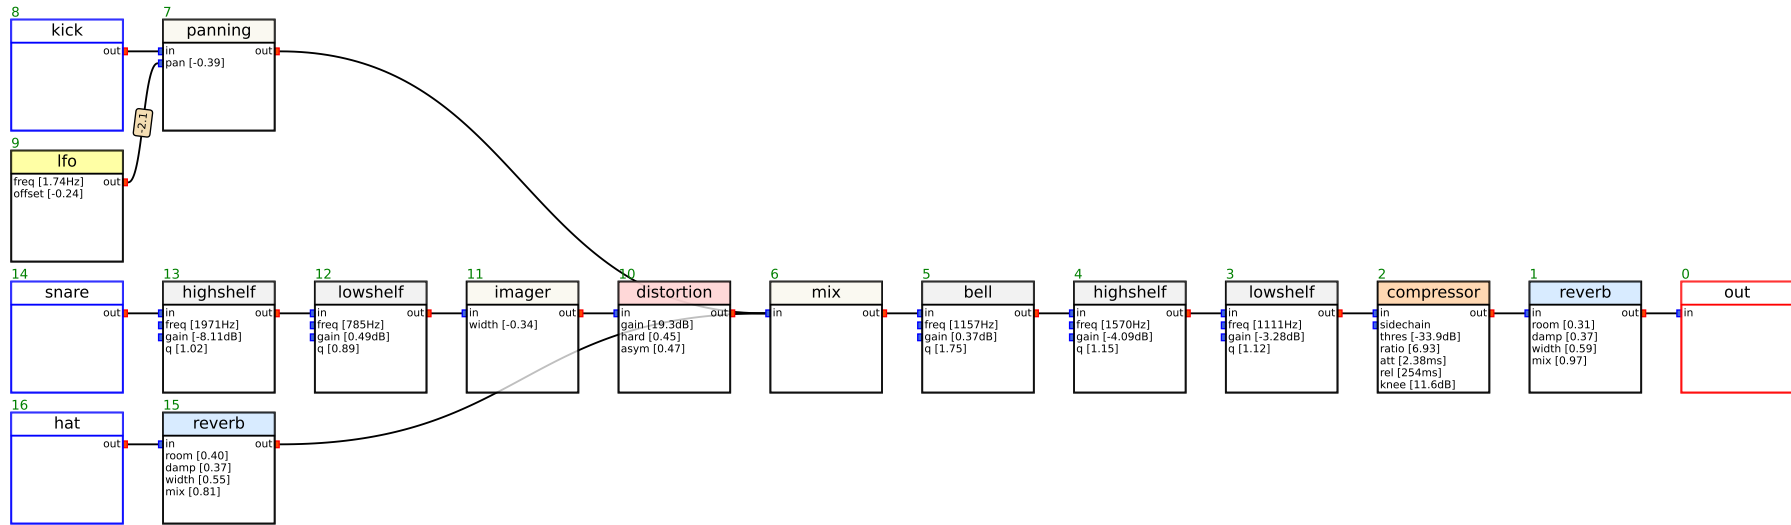 8
kick
out
7
panning
in
out
pan [-0.39]
-2.1
9
lfo
freq [1.74Hz]
out
offset [-0.24]
14
snare
out
13
highshelf
in
out
freq [1971Hz]
gain [-8.11dB]
q [1.02]
12
lowshelf
in
out
freq [785Hz]
gain [0.49dB]
q [0.89]
11
imager
in
out
width [-0.34]
10
distortion
in
out
gain [19.3dB]
hard [0.45]
asym [0.47]
6
mix
in
out
5
bell
in
out
freq [1157Hz]
gain [0.37dB]
q [1.75]
4
highshelf
in
out
freq [1570Hz]
gain [-4.09dB]
q [1.15]
3
lowshelf
in
out
freq [1111Hz]
gain [-3.28dB]
q [1.12]
2
compressor
in
out
sidechain
thres [-33.9dB]
ratio [6.93]
att [2.38ms]
rel [254ms]
knee [11.6dB]
1
reverb
in
out
room [0.31]
damp [0.37]
width [0.59]
mix [0.97]
0
out
in
16
hat
out
15
reverb
in
out
room [0.40]
damp [0.37]
width [0.55]
mix [0.81]